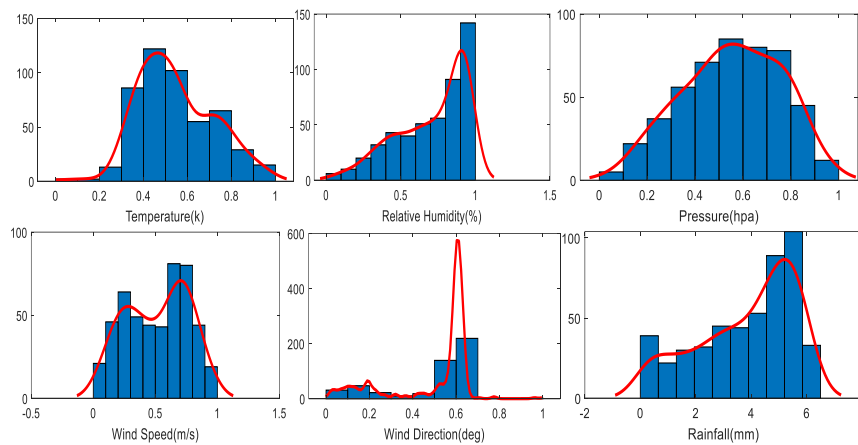 150
100
50
0
0 0.2 0.4 0.6 0.8 1
Temperature(k)
150
100
50
0
0 0.5 1 1.5
Relative Humidity(%)
100
50
0
0 0.2 0.4 0.6 0.8 1
Pressure(hpa)
100
50
0
-0.5 0 0.5 1 1.5
Wind Speed(m/s)
600
400
200
0
0 0.2 0.4 0.6 0.8 1
Wind Direction(deg)
100
50
0
-2 0 2 4 6
Rainfall(mm)